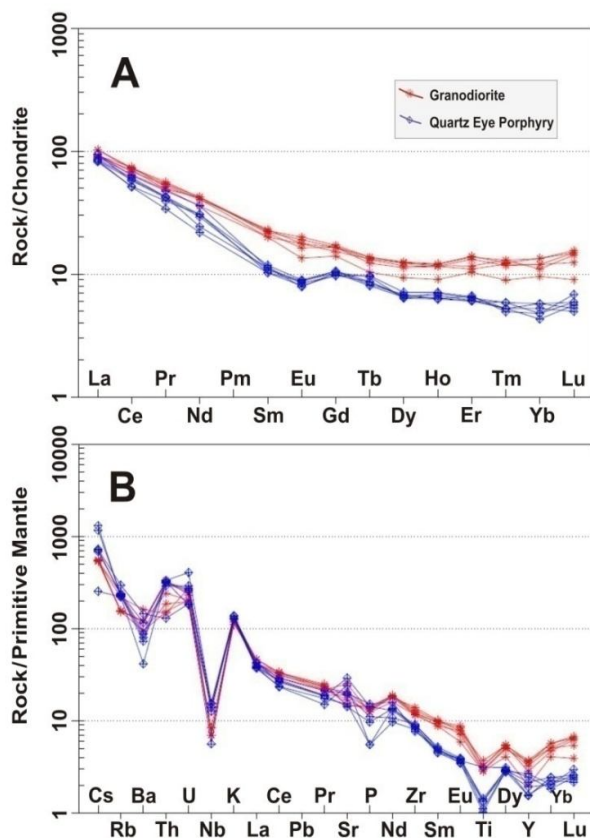 1000
A
Granodiorite
Quartz Eye Porphyry
Rock/Chondrite
100
10
La Pr Pm Eu Tb Ho Tm Lu
1
Ce Nd Sm Gd Dy Er Yb
10000
B
1000
Rock/Primitive Mantle
100
10
Cs Ba U K Ce Pr P Zr Eu Dy Yb
1
Rb Th Nb La Pb Sr Nd Sm Ti Y Lu